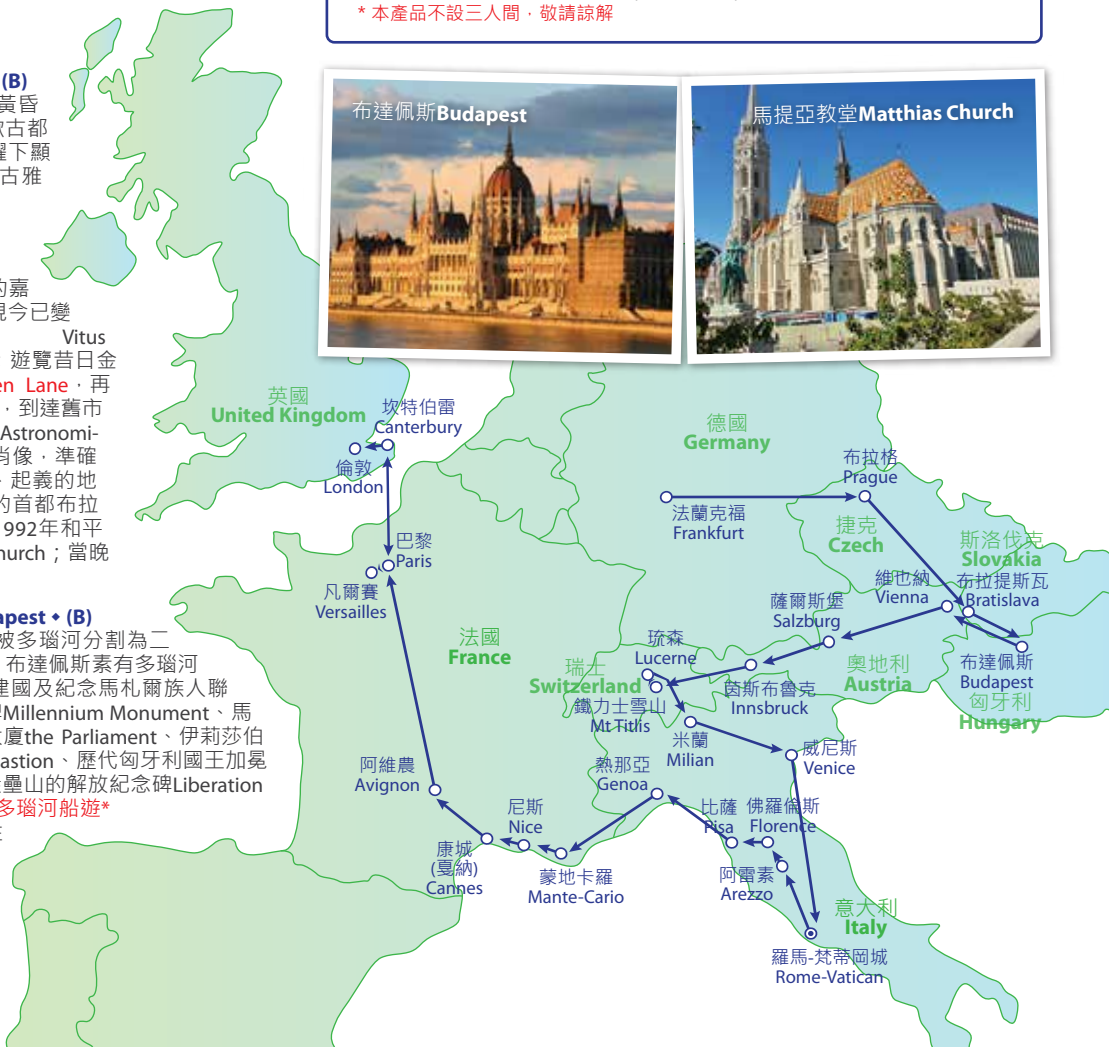 * 本產品不設三人間，敬請諒解
(B)
黃昏
古都
下顯
古雅
嘉
現今已變
Vitus
遊覽昔日金
en Lane，再
，到達舊市
Astronomi-
肖像，準確
、起義的地
的首都布拉
992年和平
hurch；當晚
apest • (B)
被多瑙河分割為二
布達佩斯素有多瑙河
建國及紀念馬札爾族人聯
Millennium Monument、馬
廈the Parliament、伊莉莎伯
astion、歷代匈牙利國王加冕
壘山的解放紀念碑Liberation
多瑙河船遊*
布達佩斯Budapest
馬提亞教堂Matthias Church
英國
United Kingdom
坎特伯雷
Canterbury
倫敦
London
巴黎
Paris
凡爾賽
Versailles
法國
France
德國
Germany
法蘭克福
Frankfurt
布拉格
Prague
捷克
Czech
斯洛伐克
Slovakia
維也納
Vienna
布拉提斯瓦
Bratislava
薩爾斯堡
Salzburg
布達佩斯
Budapest
奧地利
Austria
匈牙利
Hungary
琉森
Lucerne
瑞士
Switzerland
鐵力士雪山
Mt Titlis
茵斯布魯克
Innsbruck
米蘭
Milian
威尼斯
Venice
熱那亞
Genoa
比薩
Pisa
佛羅倫斯
Florence
阿雷素
Arezzo
意大利
Italy
羅馬-梵蒂岡城
Rome-Vatican
阿維農
Avignon
尼斯
Nice
康城
(戛納)
Cannes
蒙地卡羅
Mante-Cario